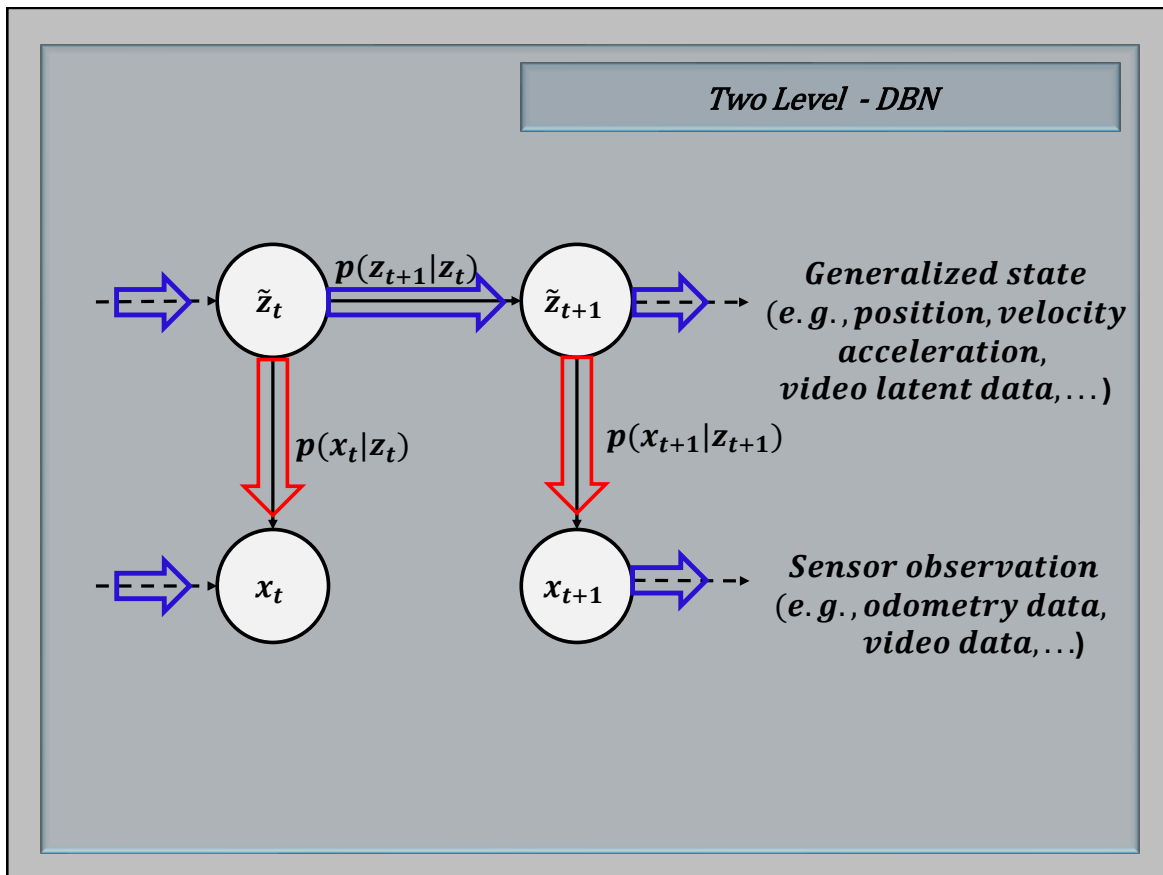 Two Level - DBN
p(z_{t+1}|z_t)
z̃_t
z̃_{t+1}
Generalized state
(e.g., position, velocity
acceleration,
video latent data, ...)
p(x_t|z_t)
p(x_{t+1}|z_{t+1})
x_t
x_{t+1}
Sensor observation
(e.g., odometry data,
video data, ...)